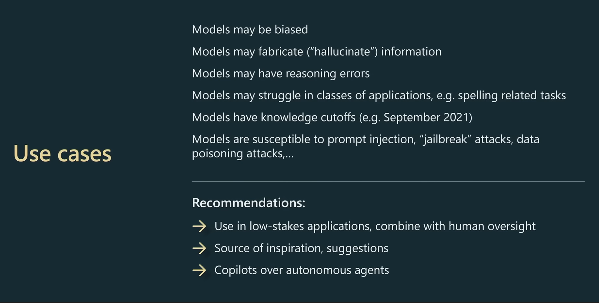 Use cases
Models may be biased
Models may fabricate (“hallucinate”) information
Models may have reasoning errors
Models may struggle in classes of applications, e.g. spelling related tasks
Models have knowledge cutoffs (e.g. September 2021)
Models are susceptible to prompt injection, “jailbreak” attacks, data
poisoning attacks,...
Recommendations:
→ Use in low-stakes applications, combine with human oversight
→ Source of inspiration, suggestions
→ Copilots over autonomous agents